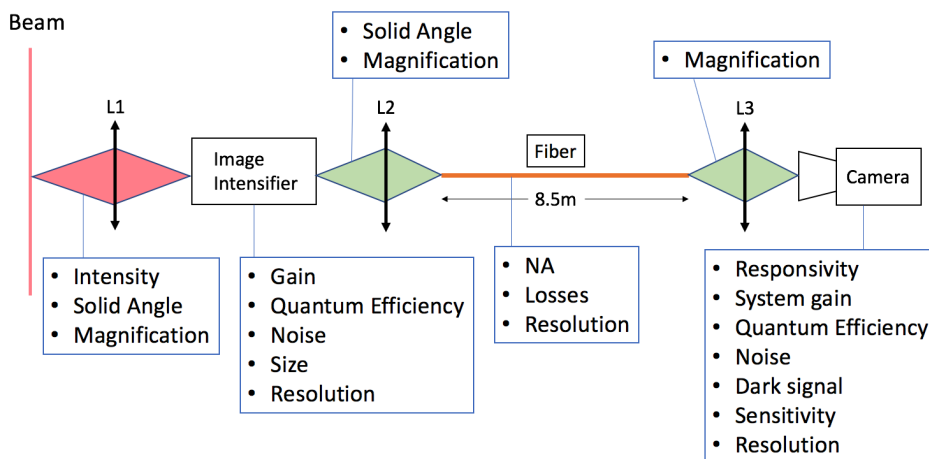 Beam
• Solid Angle
• Magnification
• Magnification
L1
L2
L3
Image
Intensifier
Fiber
Camera
8.5m
• Intensity
• Solid Angle
• Magnification
• Gain
• Quantum Efficiency
• Noise
• Size
• Resolution
• NA
• Losses
• Resolution
• Responsivity
• System gain
• Quantum Efficiency
• Noise
• Dark signal
• Sensitivity
• Resolution